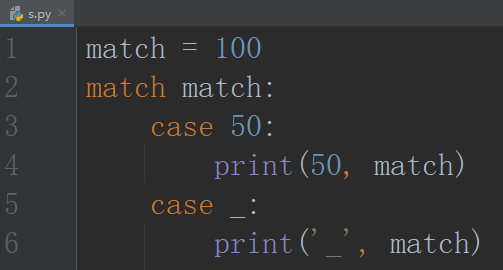 s.py
1 match = 100
2 match match:
3     case 50:
4         print(50, match)
5     case _:
6         print('_', match)